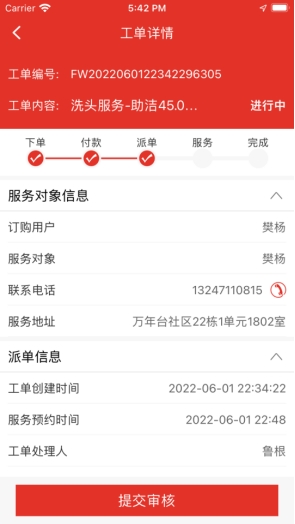 Carrier 5:42 PM
工单详情
工单编号: FW2022060122342296305
工单内容: 洗头服务-助洁45.0... 进行中
下单 付款 派单 服务 完成
服务对象信息
订购用户 樊杨
服务对象 樊杨
联系电话 13247110815
服务地址 万年台社区22栋1单元1802室
派单信息
工单创建时间 2022-06-01 22:34:22
服务预约时间 2022-06-01 22:48
工单处理人 鲁根
提交审核